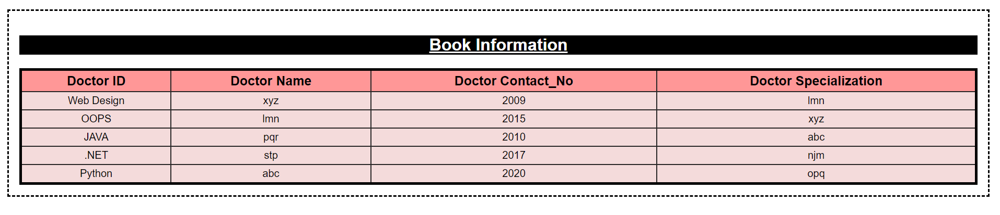 Book Information
Doctor ID Doctor Name Doctor Contact_No Doctor Specialization
Web Design xyz 2009 lmn
OOPS lmn 2015 xyz
JAVA pqr 2010 abc
.NET stp 2017 njm
Python abc 2020 opq